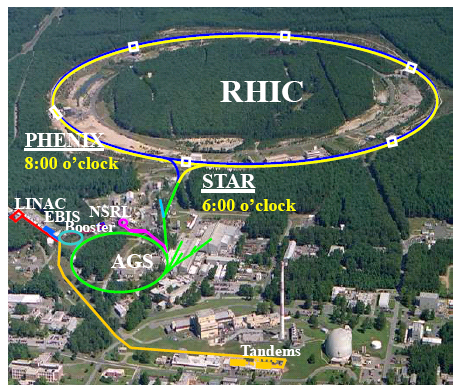 RHIC
PHENIX
8:00 o'clock
STAR
6:00 o'clock
LINAC
EBIS
NSRL
Booster
AGS
Tandems